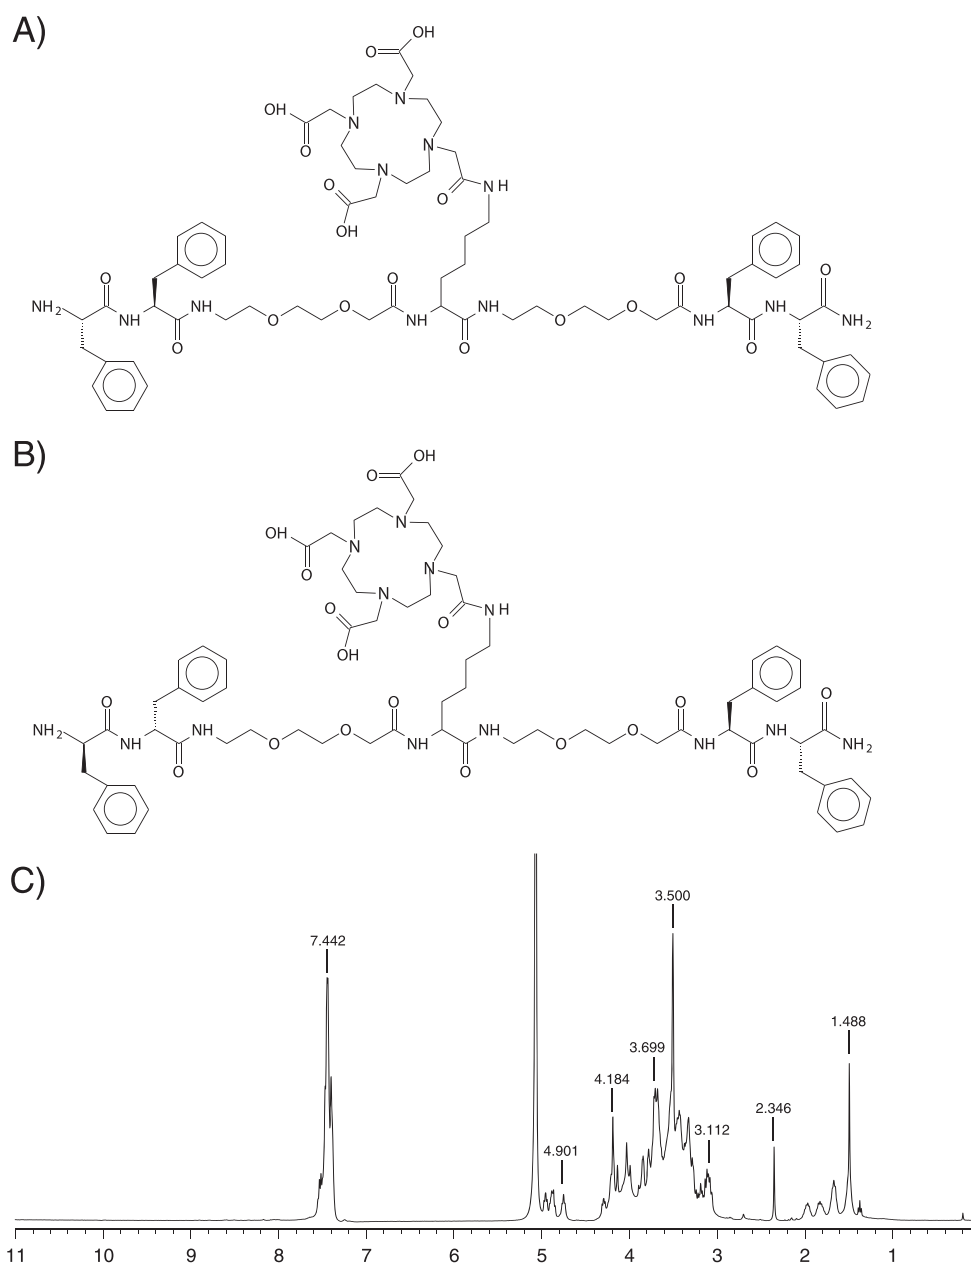 A)
O OH
OH N N
O N
O N O N H
OH
O O O O O
NH2 NH NH O O NH NH O O NH NH NH2
O O O O
B)
O OH
OH N N
O N
O N O N H
OH
O O O O O
NH2 NH NH O O NH NH O O NH NH NH2
O O O O
C)
3.500
7.442
1.488
3.699
4.184
2.346
3.112
4.901
11 10 9 8 7 6 5 4 3 2 1